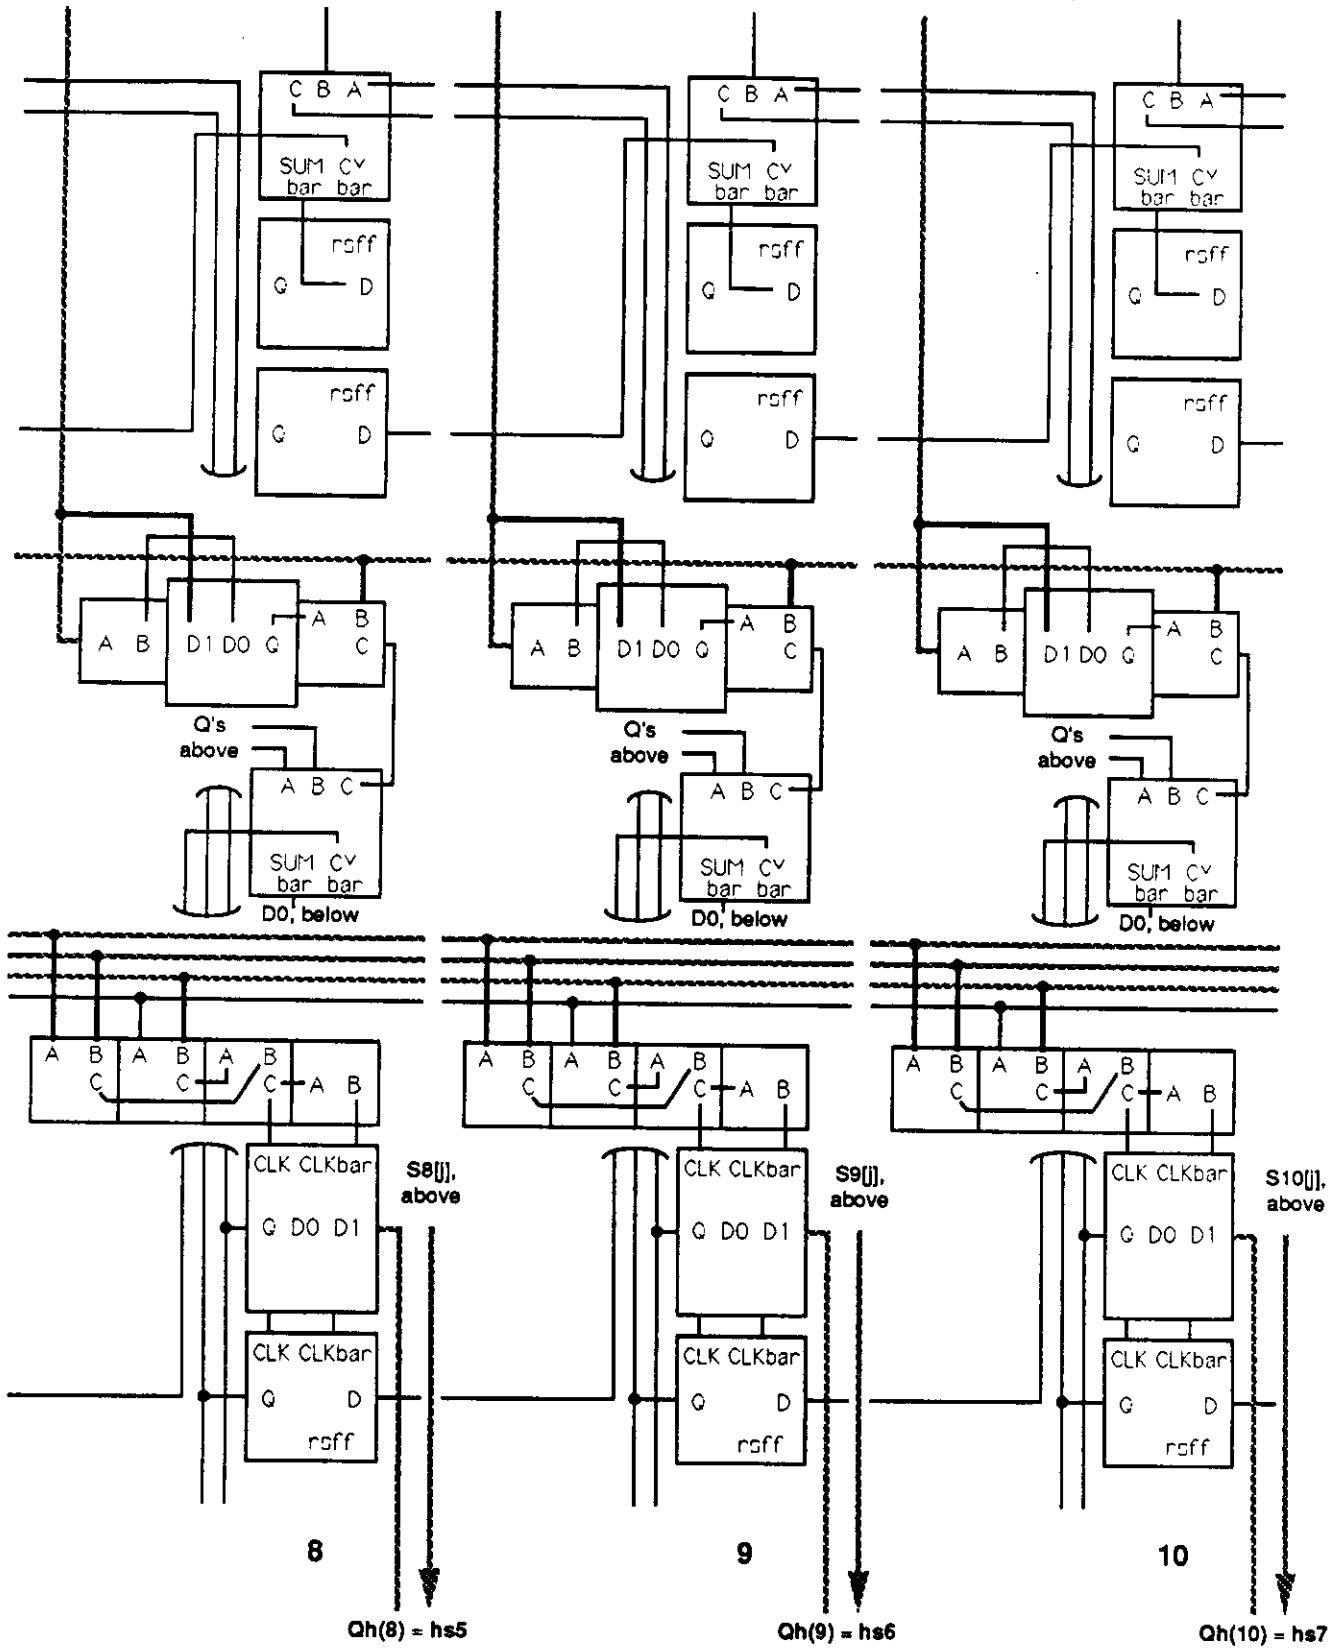 C B A
SUM Cv
bar bar
rsff
Q D
rsff
Q D
A B D1 D0 Q A B
C
Q's
above
A B C
SUM Cv
bar bar
D0, below
A B A B A B
C C C A B
CLK CLKbar
Q D0 D1
S8[j],
above
CLK CLKbar
Q D
rsff
8
Qh(8) = hs5
C B A
SUM Cv
bar bar
rsff
Q D
rsff
Q D
A B D1 D0 Q A B
C
Q's
above
A B C
SUM Cv
bar bar
D0, below
A B A B A B
C C C A B
CLK CLKbar
Q D0 D1
S9[j],
above
CLK CLKbar
Q D
rsff
9
Qh(9) = hs6
C B A
SUM Cv
bar bar
rsff
Q D
rsff
Q D
A B D1 D0 Q A B
C
Q's
above
A B C
SUM Cv
bar bar
D0, below
A B A B A B
C C C A B
CLK CLKbar
Q D0 D1
S10[j],
above
CLK CLKbar
Q D
rsff
10
Qh(10) = hs7